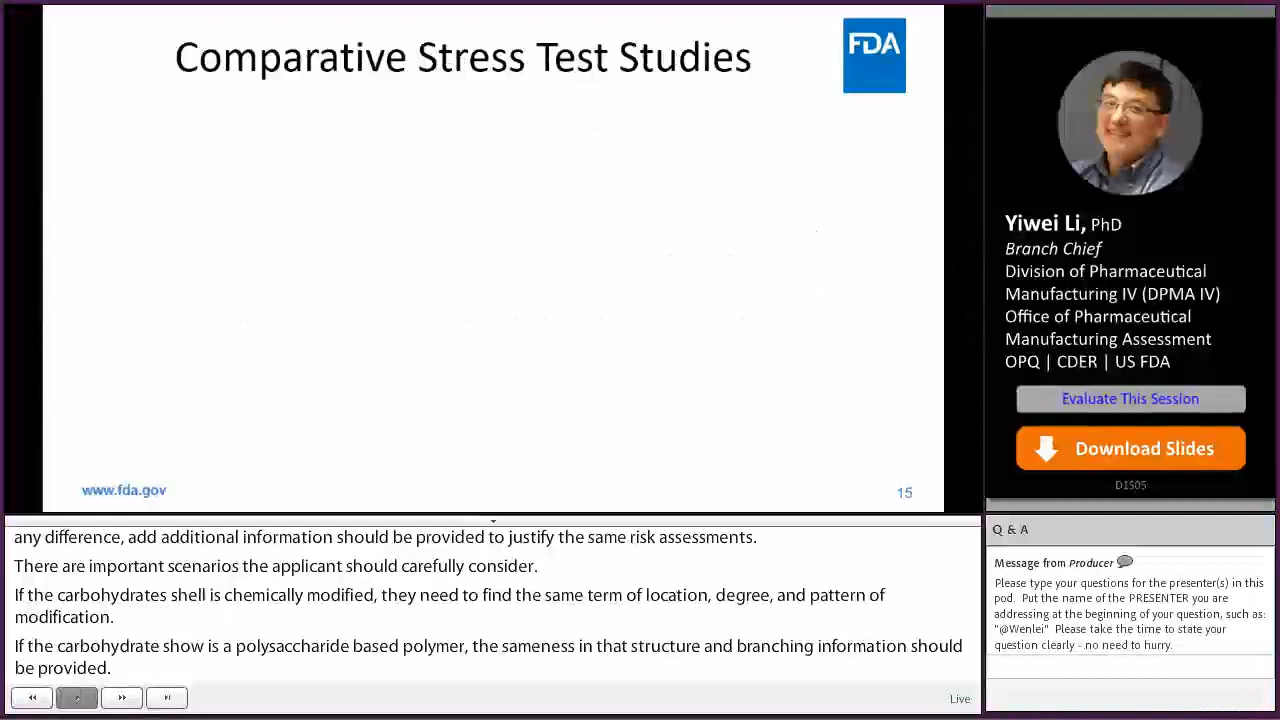 Comparative Stress Test Studies
FDA
www.fda.gov
15
Yiwei Li, PhD
Branch Chief
Division of Pharmaceutical
Manufacturing IV (DPMA IV)
Office of Pharmaceutical
Manufacturing Assessment
OPQ | CDER | US FDA
Evaluate This Session
Download Slides
D1S05
any difference, add additional information should be provided to justify the same risk assessments.
There are important scenarios the applicant should carefully consider.
If the carbohydrates shell is chemically modified, they need to find the same term of location, degree, and pattern of
modification.
If the carbohydrate show is a polysaccharide based polymer, the sameness in that structure and branching information should
be provided.
Live
Q & A
Message from Producer
Please type your questions for the presenter(s) in this
pod. Put the name of the PRESENTER you are
addressing at the beginning of your question, such as:
"@Wenlei" Please take the time to state your
question clearly - no need to hurry.